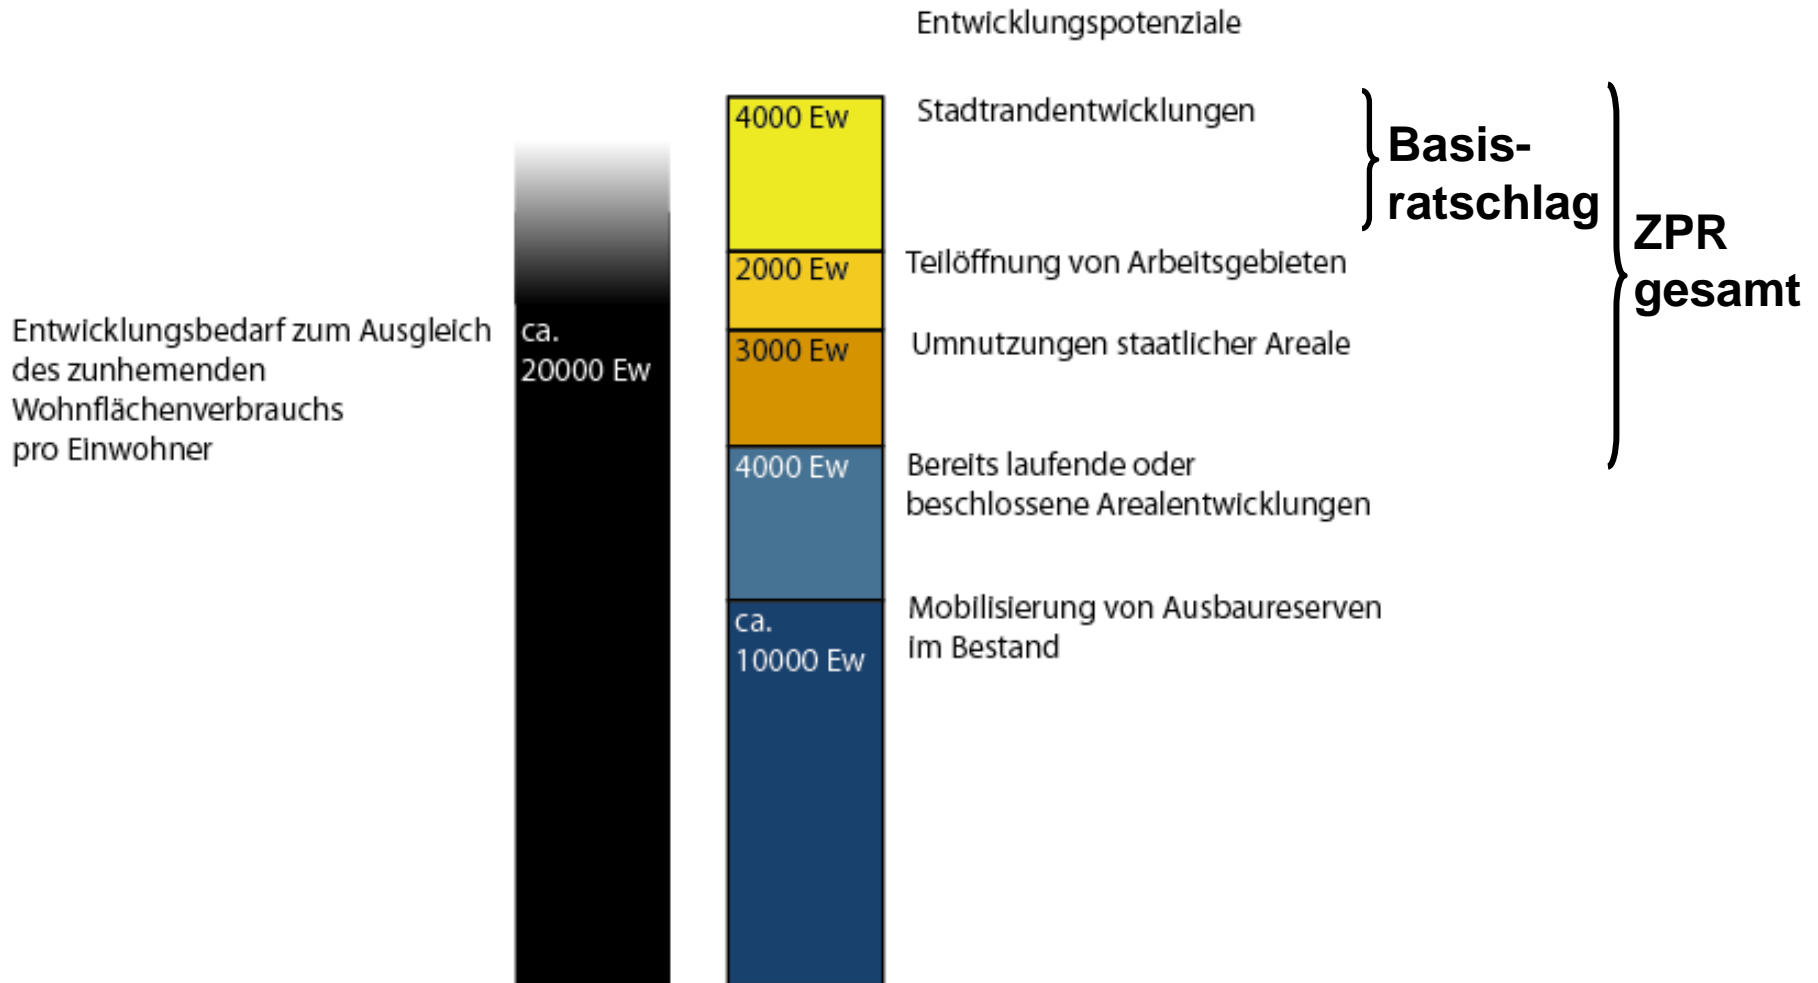 Entwicklungspotenziale
4000 Ew
Stadtrandentwicklungen
Basis-
ratschlag
ZPR
gesamt
2000 Ew
Teilöffnung von Arbeitsgebieten
Entwicklungsbedarf zum Ausgleich
des zunhemenden
Wohnflächenverbrauchs
pro Einwohner
ca.
20000 Ew
3000 Ew
Umnutzungen staatlicher Areale
4000 Ew
Bereits laufende oder
beschlossene Arealentwicklungen
ca.
10000 Ew
Mobilisierung von Ausbaureserven
im Bestand